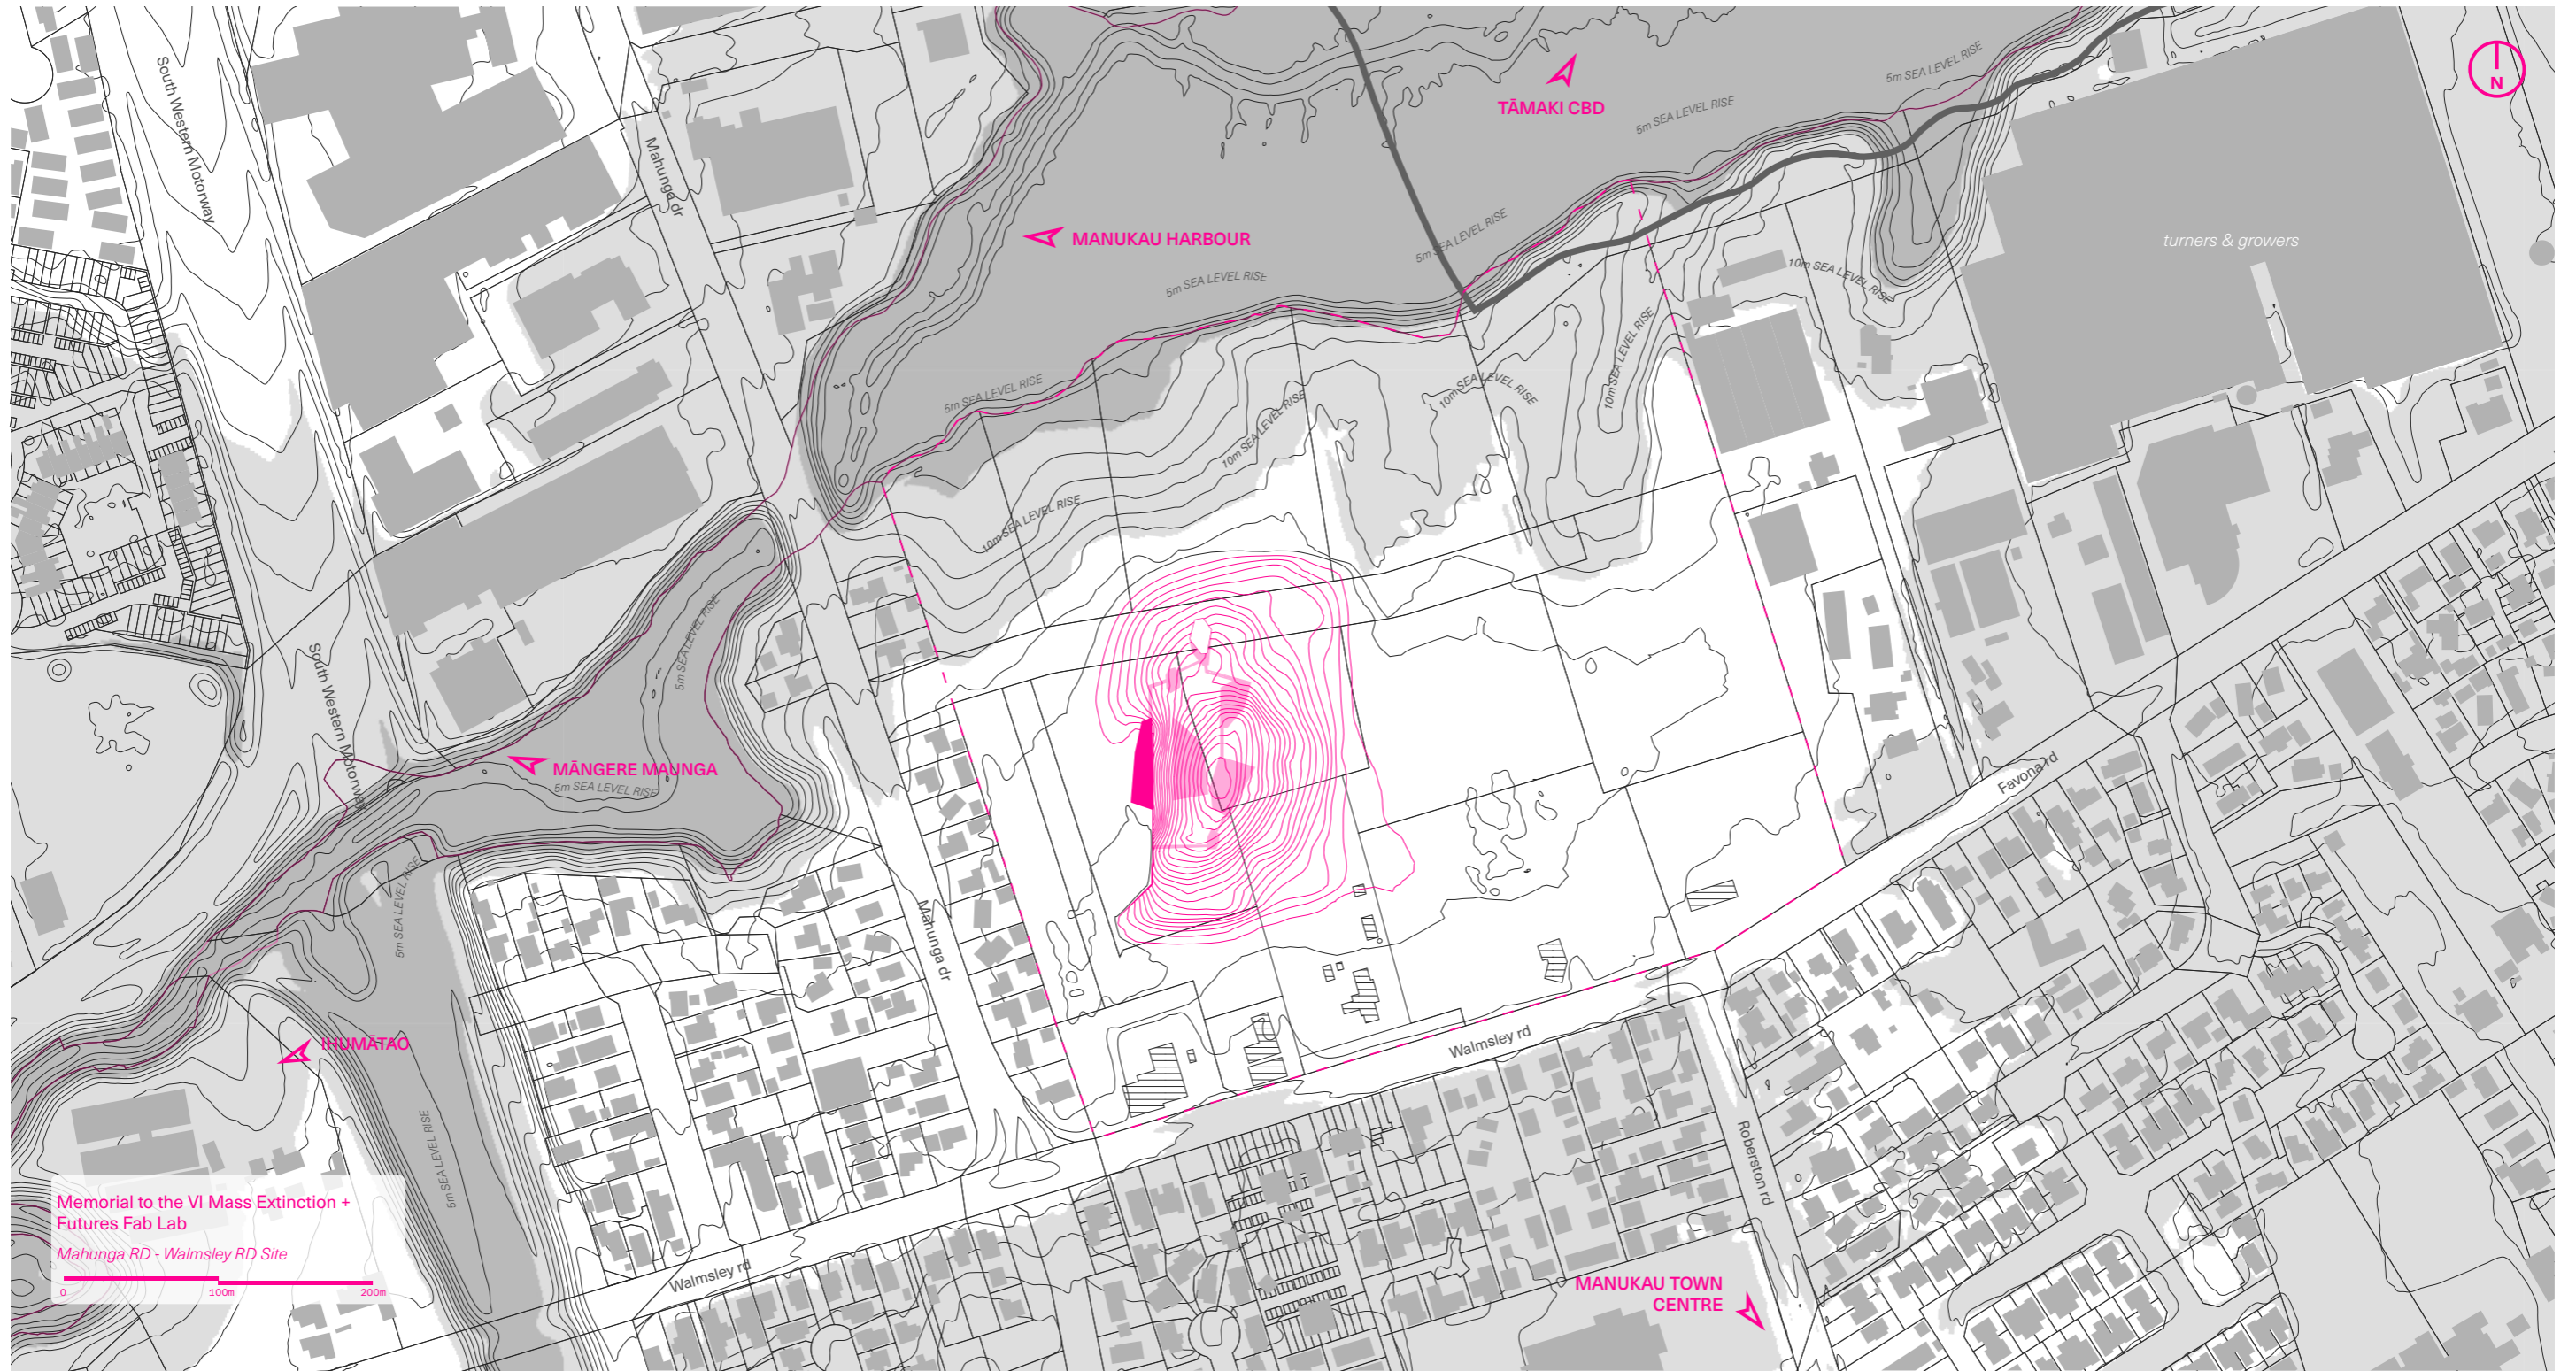 South Western Motorway
Mahunga dr
5m SEA LEVEL RISE
TĀMAKI CBD
5m SEA LEVEL RISE
N
MANUKAU HARBOUR
5m SEA LEVEL RISE
5m SEA LEVEL RISE
turners & growers
10m SEA LEVEL RISE
10m SEA LEVEL RISE
5m SEA LEVEL RISE
10m SEA LEVEL RISE
10m SEA LEVEL RISE
10m SEA LEVEL RISE
5m SEA LEVEL RISE
South Western Motorway
MĀNGERE MAUNGA
5m SEA LEVEL RISE
Favona rd
5m SEA LEVEL RISE
Mahunga dr
IHUMĀTAO
Walmsley rd
5m SEA LEVEL RISE
Roberston rd
Memorial to the VI Mass Extinction +
Futures Fab Lab
Mahunga RD - Walmsley RD Site
0 100m 200m
Walmsley rd
MANUKAU TOWN
CENTRE